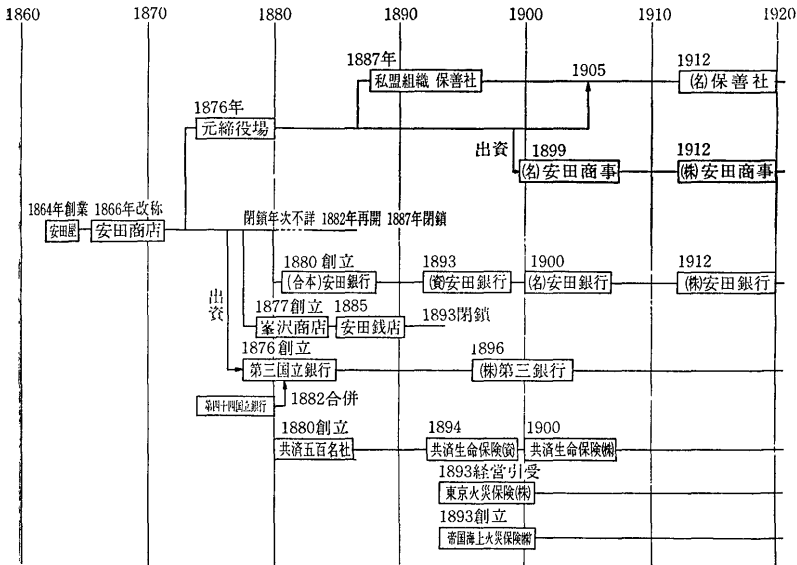 1860 1870 1880 1890 1900 1910 1920
1887年
私盟組織 保善社
1905
1912
(名)保善社
1876年
元締役場
出資
1899
(名)安田商事
1912
(株)安田商事
1864年創業 1866年改称
安田屋
安田商店
閉鎖年次不詳 1882年再開 1887年閉鎖
1880創立
(合本)安田銀行
1893
(資)安田銀行
1900
(名)安田銀行
1912
(株)安田銀行
出資
1877創立
峯沢商店
1885
安田銭店
1893閉鎖
1876創立
第三国立銀行
1896
(株)第三銀行
第四十四国立銀行
1882合併
1880創立
共済五百名社
1894
共済生命保険(資)
1900
共済生命保険(株)
1893経営引受
東京火災保険(株)
1893創立
帝国海上火災保険(株)